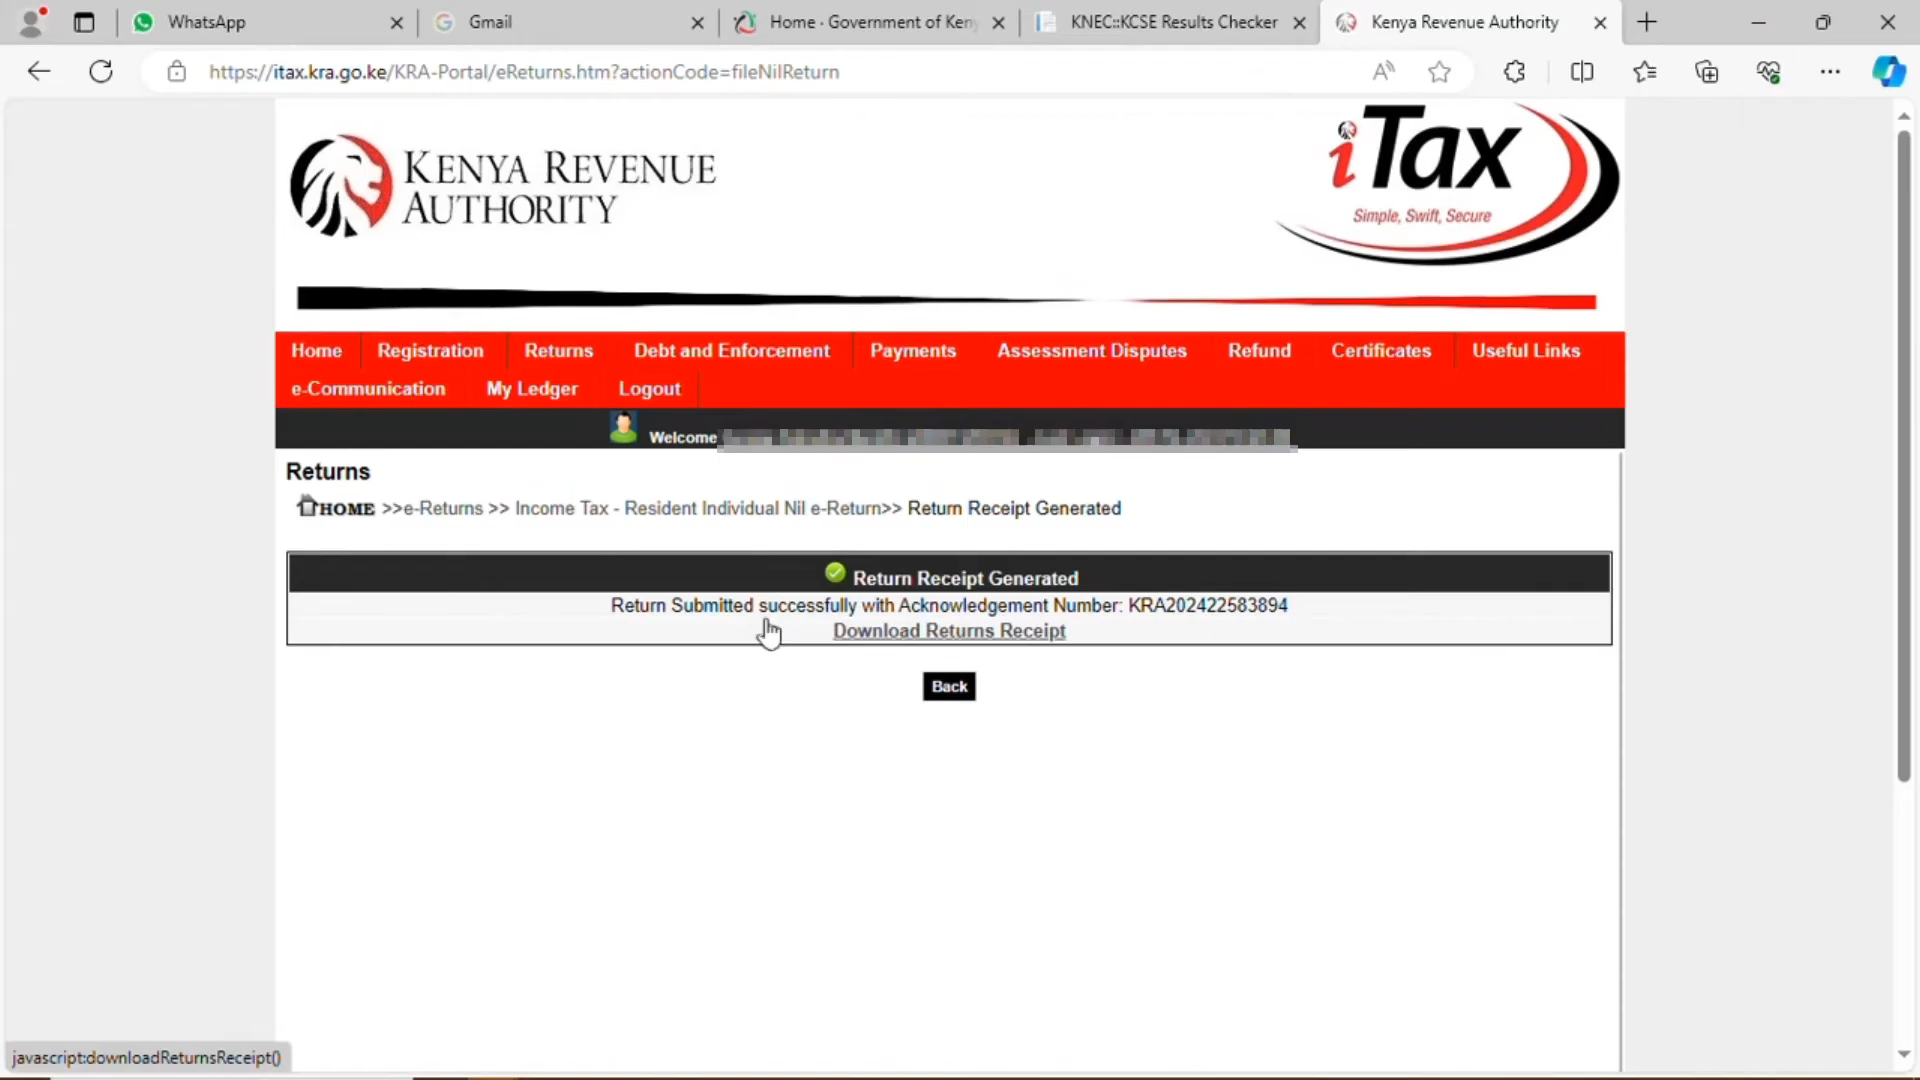 WhatsApp
Gmail
Home · Government of Ken
KNEC::KCSE Results Checker
Kenya Revenue Authority
https://itax.kra.go.ke/KRA-Portal/eReturns.htm?actionCode=fileNilReturn
KENYA REVENUE
AUTHORITY
iTax
Simple, Swift, Secure
Home Registration Returns Debt and Enforcement Payments Assessment Disputes Refund Certificates Useful Links
e-Communication My Ledger Logout
Welcome
Returns
HOME >>e-Returns >> Income Tax - Resident Individual Nil e-Return>> Return Receipt Generated
Return Receipt Generated
Return Submitted successfully with Acknowledgement Number: KRA202422583894
Download Returns Receipt
Back
javascript:downloadReturnsReceipt()